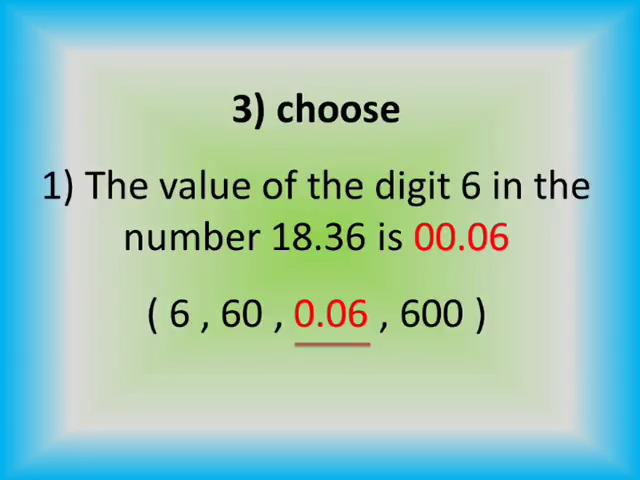 3) choose
1) The value of the digit 6 in the
number 18.36 is 00.06
( 6 , 60 , 0.06 , 600 )